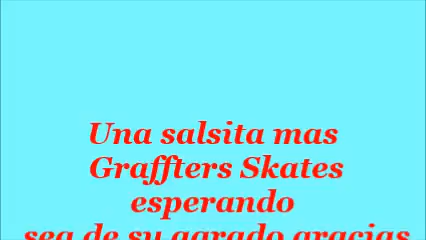 Una salsita mas
Graffters Skates
esperando
sea de su agrado gracias